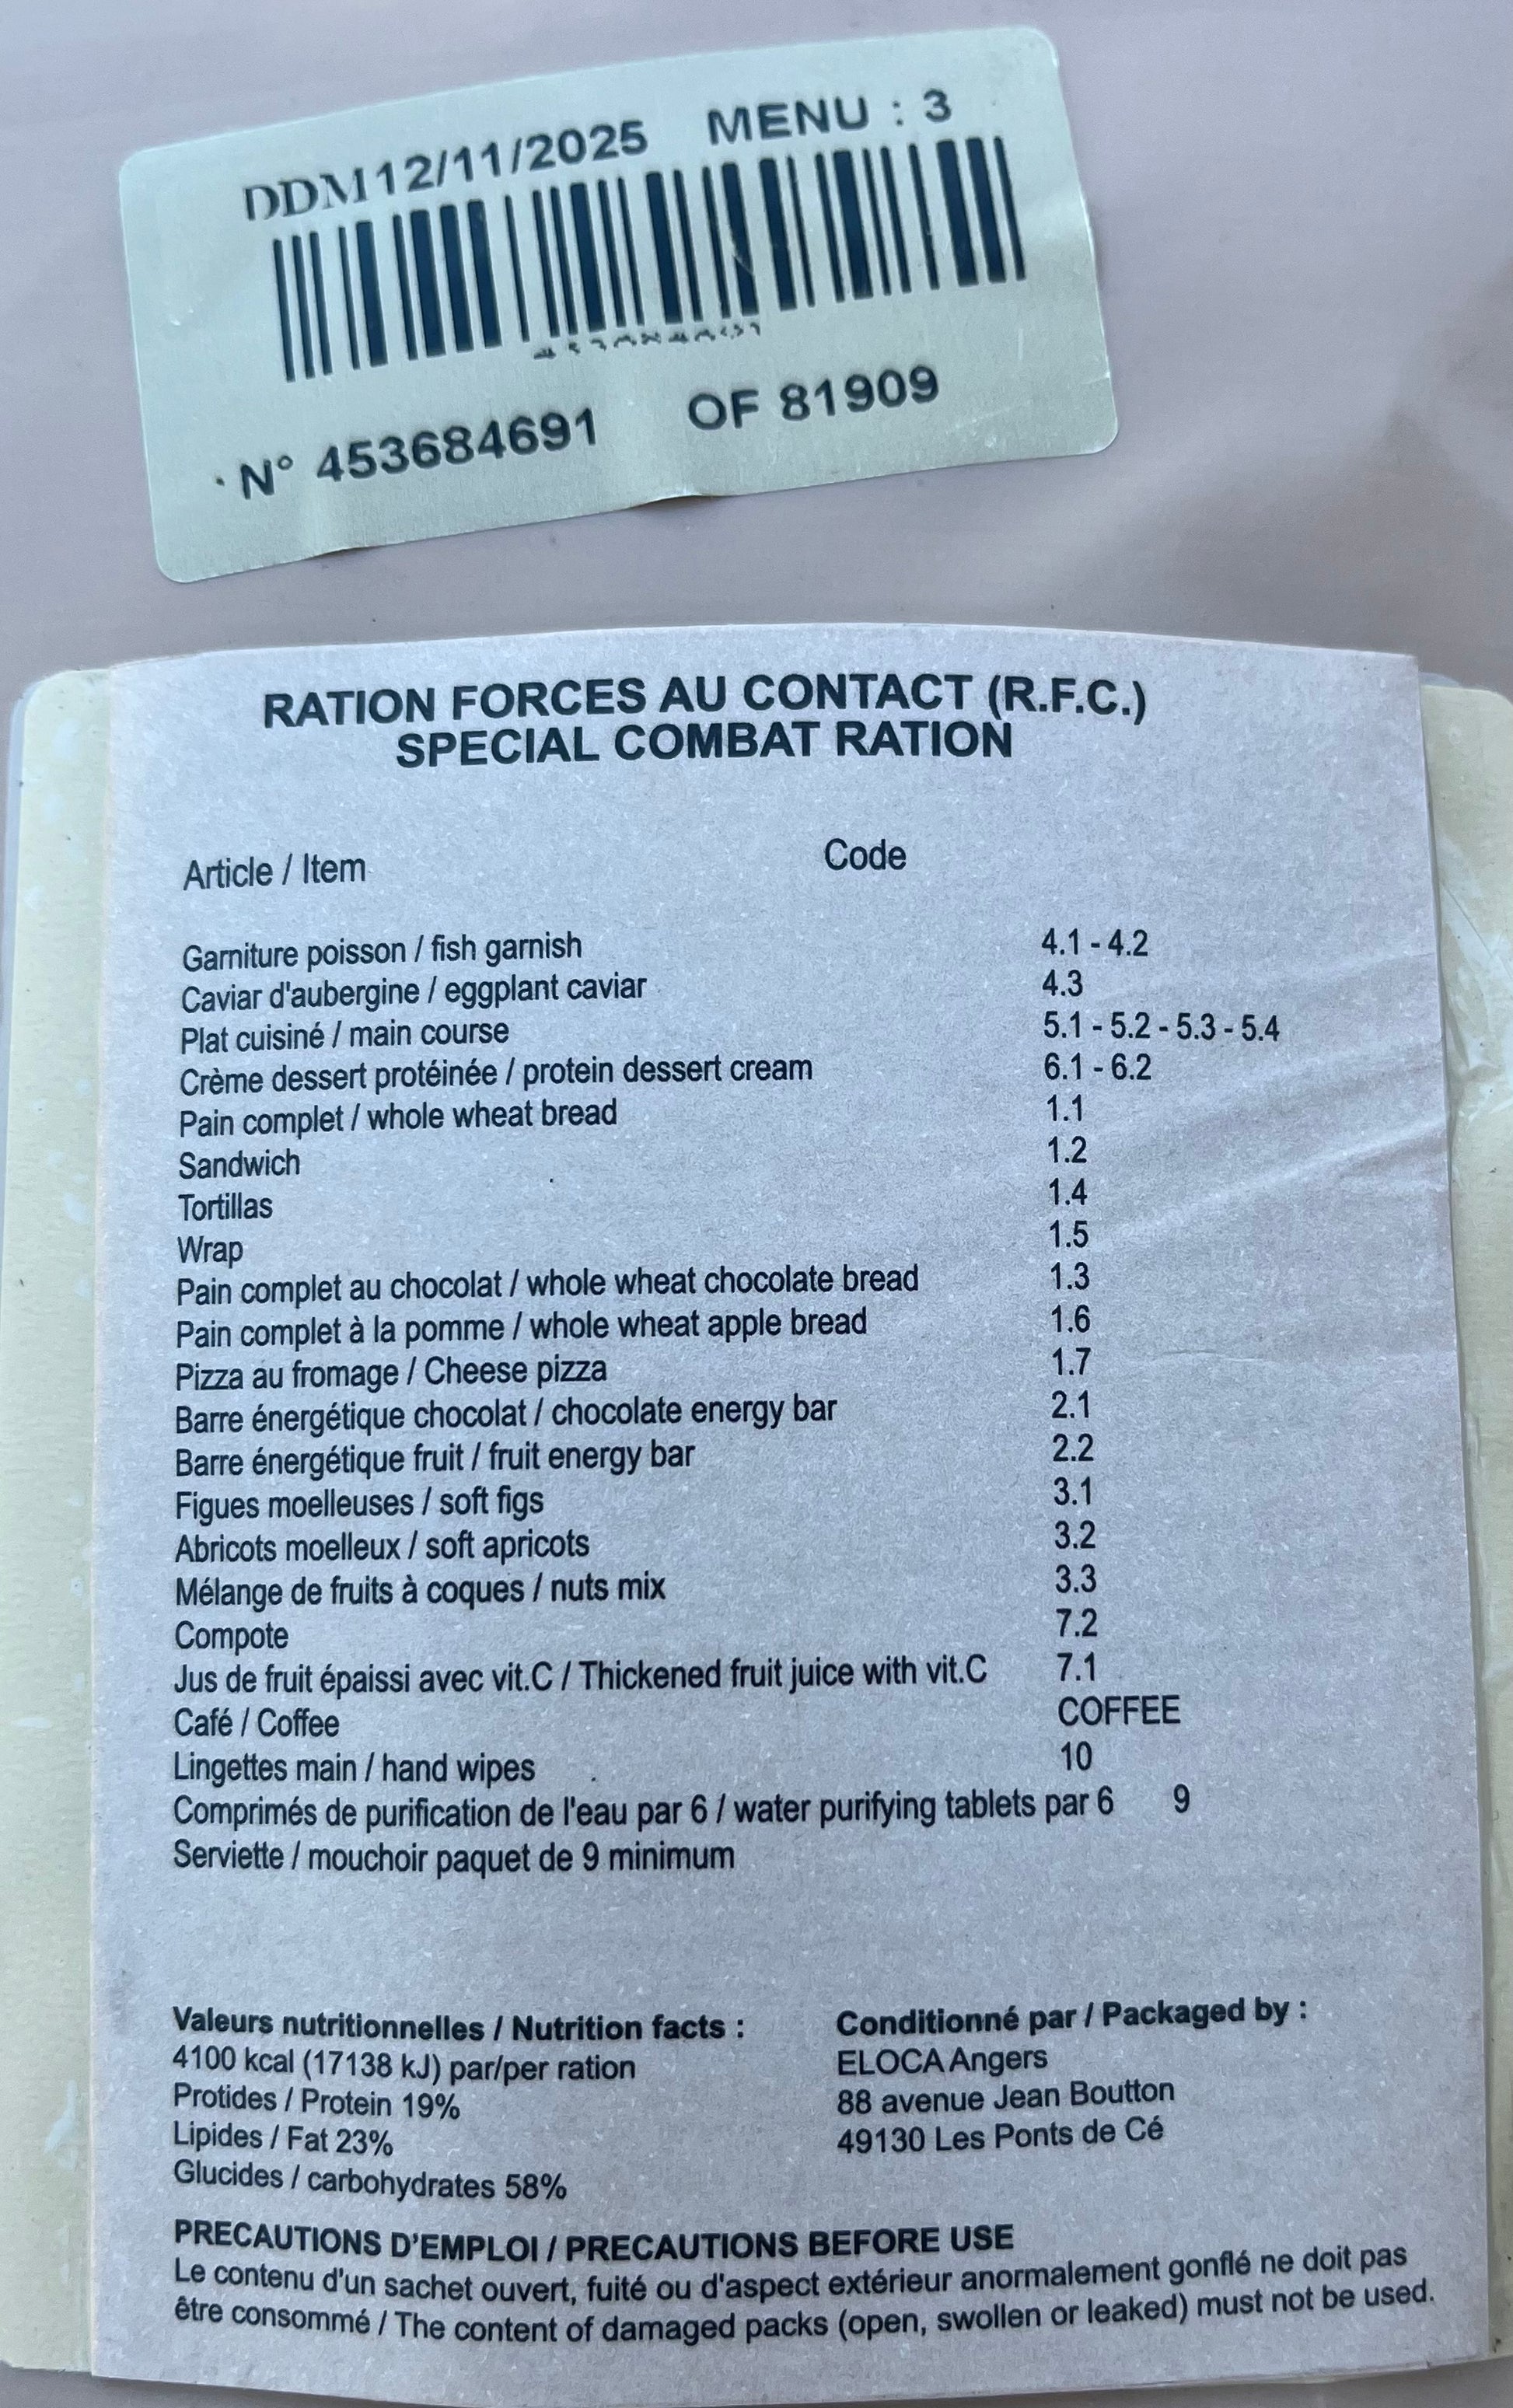 DDM 12/11/2025 MENU : 3
N° 453684691 OF 81909
RATION FORCES AU CONTACT (R.F.C.)
SPECIAL COMBAT RATION
Article / Item Code
Garniture poisson / fish garnish 4.1 - 4.2
Caviar d'aubergine / eggplant caviar 4.3
Plat cuisiné / main course 5.1 - 5.2 - 5.3 - 5.4
Crème dessert protéinée / protein dessert cream 6.1 - 6.2
Pain complet / whole wheat bread 1.1
Sandwich 1.2
Tortillas 1.4
Wrap 1.5
Pain complet au chocolat / whole wheat chocolate bread 1.3
Pain complet à la pomme / whole wheat apple bread 1.6
Pizza au fromage / Cheese pizza 1.7
Barre énergétique chocolat / chocolate energy bar 2.1
Barre énergétique fruit / fruit energy bar 2.2
Figues moelleuses / soft figs 3.1
Abricots moelleux / soft apricots 3.2
Mélange de fruits à coques / nuts mix 3.3
Compote 7.2
Jus de fruit épaissi avec vit.C / Thickened fruit juice with vit.C 7.1
Café / Coffee COFFEE
Lingettes main / hand wipes 10
Comprimés de purification de l'eau par 6 / water purifying tablets par 6 9
Serviette / mouchoir paquet de 9 minimum
Valeurs nutritionnelles / Nutrition facts :
4100 kcal (17138 kJ) par/per ration
Protides / Protein 19%
Lipides / Fat 23%
Glucides / carbohydrates 58%
Conditionné par / Packaged by :
ELOCA Angers
88 avenue Jean Boutton
49130 Les Ponts de Cé
PRECAUTIONS D'EMPLOI / PRECAUTIONS BEFORE USE
Le contenu d'un sachet ouvert, fuité ou d'aspect extérieur anormalement gonflé ne doit pas
être consommé / The content of damaged packs (open, swollen or leaked) must not be used.